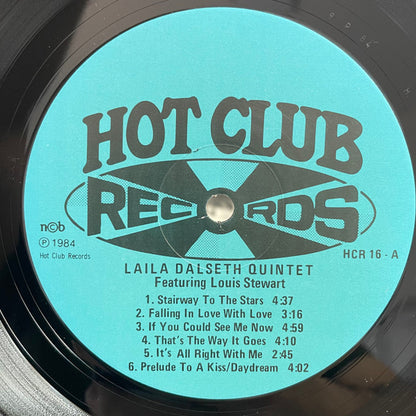 HOT CLUB
RECORDS
ncb
℗ 1984
Hot Club Records
HCR 16 - A
LAILA DALSETH QUINTET
Featuring Louis Stewart
1. Stairway To The Stars 4:37
2. Falling In Love With Love 3:16
3. If You Could See Me Now 4:59
4. That's The Way It Goes 4:10
5. It's All Right With Me 2:45
6. Prelude To A Kiss/Daydream 4:02